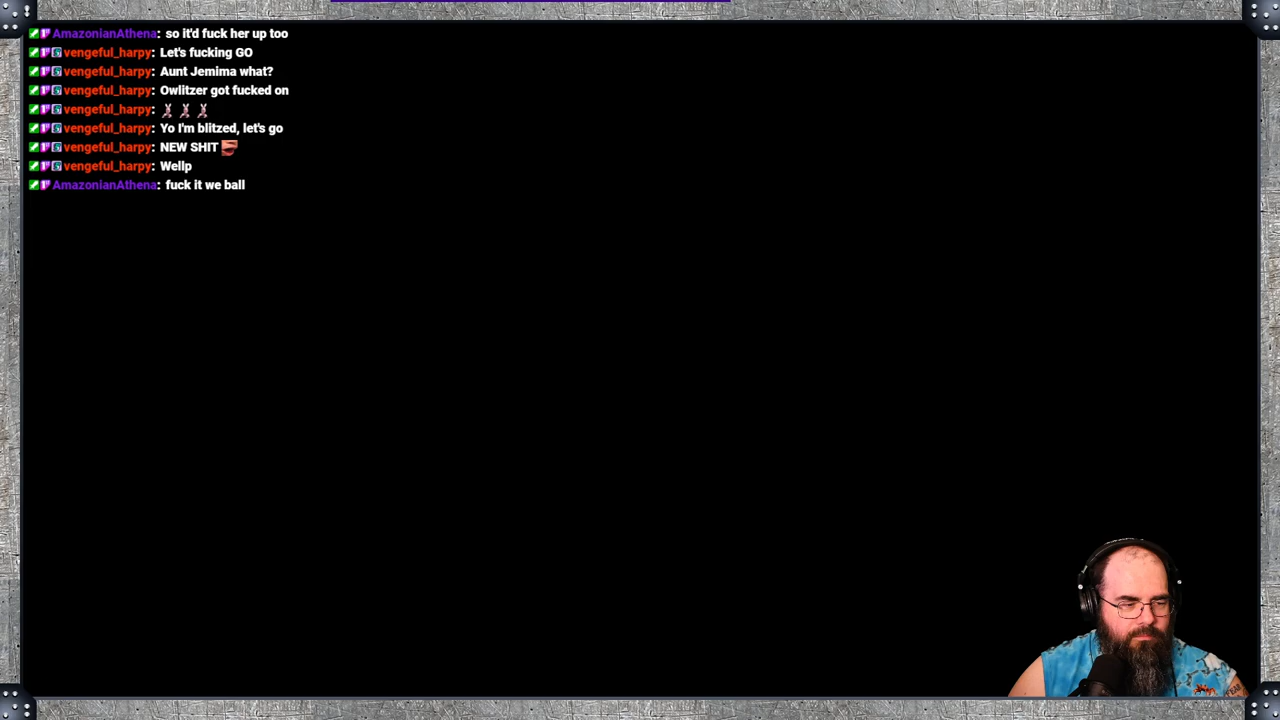 AmazonianAthena: so it'd fuck her up too
vengeful_harpy: Let's fucking GO
vengeful_harpy: Aunt Jemima what?
vengeful_harpy: Owlitzer got fucked on
vengeful_harpy:
vengeful_harpy: Yo I'm blitzed, let's go
vengeful_harpy: NEW SHIT
vengeful_harpy: Wellp
AmazonianAthena: fuck it we ball